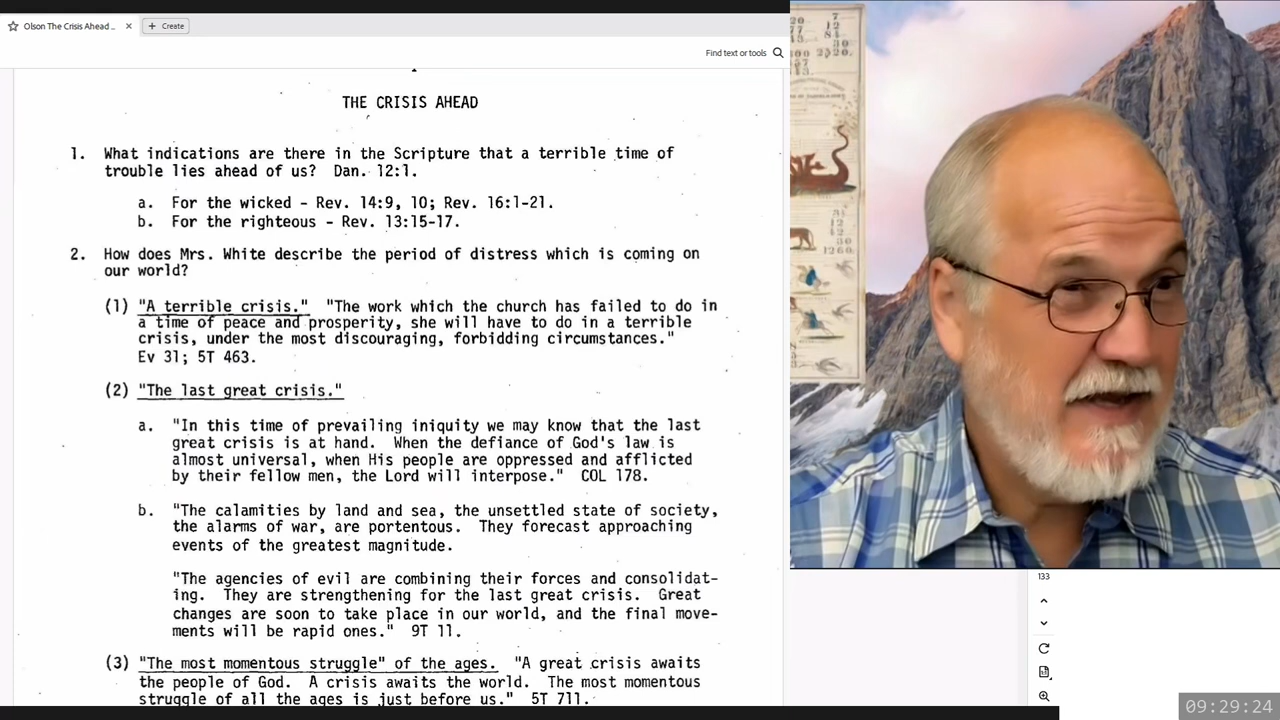 Olson The Crisis Ahead ...
Create
Find text or tools
THE CRISIS AHEAD
1. What indications are there in the Scripture that a terrible time of
trouble lies ahead of us? Dan. 12:1.
a. For the wicked - Rev. 14:9, 10; Rev. 16:1-21.
b. For the righteous - Rev. 13:15-17.
2. How does Mrs. White describe the period of distress which is coming on
our world?
(1) "A terrible crisis." "The work which the church has failed to do in
a time of peace and prosperity, she will have to do in a terrible
crisis, under the most discouraging, forbidding circumstances."
Ev 31; 5T 463.
(2) "The last great crisis."
a. "In this time of prevailing iniquity we may know that the last
great crisis is at hand. When the defiance of God's law is
almost universal, when His people are oppressed and afflicted
by their fellow men, the Lord will interpose." COL 178.
b. "The calamities by land and sea, the unsettled state of society,
the alarms of war, are portentous. They forecast approaching
events of the greatest magnitude.
"The agencies of evil are combining their forces and consolidat-
ing. They are strengthening for the last great crisis. Great
changes are soon to take place in our world, and the final move-
ments will be rapid ones." 9T 11.
(3) "The most momentous struggle" of the ages. "A great crisis awaits
the people of God. A crisis awaits the world. The most momentous
struggle of all the ages is just before us." 5T 711.
133
09:29:24